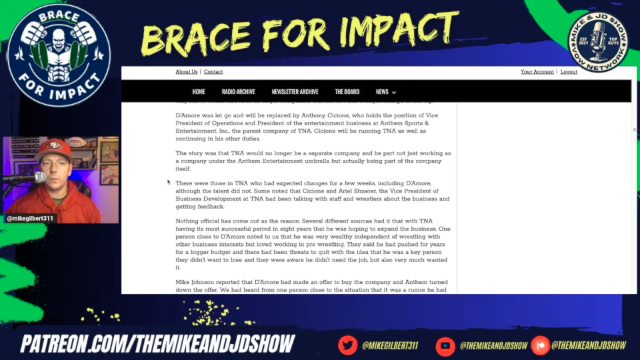 BRACE
FOR IMPACT
BRACE FOR IMPACT
MIKE & JD SHOW
EST 2021
TOP GUYS
VOW NETWORK
About Us | Contact
Your Account | Logout
HOME RADIO ARCHIVE NEWSLETTER ARCHIVE THE BOARD NEWS
D'Amore was let go and will be replaced by Anthony Cicione, who holds the position of Vice
President of Operations and President of the entertainment business at Anthem Sports &
Entertainment, Inc., the parent company of TNA. Cicione will be running TNA as well as
continuing in his other duties.
The story was that TNA would no longer be a separate company and be part not just working as
a company under the Anthem Entertainment umbrella but actually being part of the company
itself.
There were those in TNA who had expected changes for a few weeks, including D'Amore,
although the talent did not. Some noted that Cicione and Ariel Shnerer, the Vice President of
Business Development at TNA had been talking with staff and wrestlers about the business and
getting feedback.
Nothing official has come out as the reason. Several different sources had it that with TNA
having its most successful period in eight years that he was hoping to expand the business. One
person close to D'Amore noted to us that he was very wealthy independent of wrestling with
other business interests but loved working in pro wrestling. They said he had pushed for years
for a bigger budget and there had been threats to quit with the idea that he was a key person
they didn't want to lose and they were aware he didn't need the job, but also very much wanted
it.
Mike Johnson reported that D'Amore had made an offer to buy the company and Anthem turned
down the offer. We had heard from one person close to the situation that it was a rumor he had
@mikegilbert311
PATREON.COM/THEMIKEANDJDSHOW
@MIKEGILBERT311
@THEMIKEANDJDSHOW
@THEMIKEANDJDSHOW